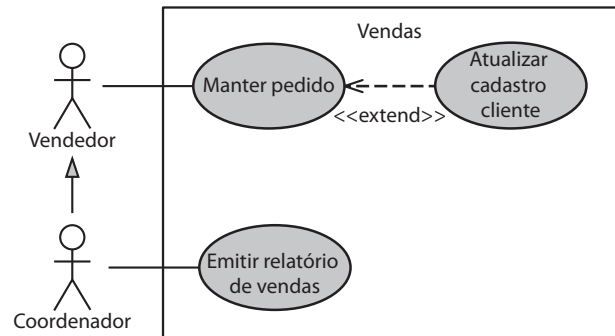 Vendas
Manter pedido
Atualizar
cadastro
cliente
<<extend>>
Vendedor
Emitir relatório
de vendas
Coordenador